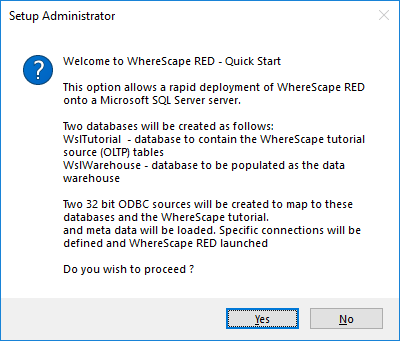 Setup Administrator
Welcome to WhereScape RED - Quick Start
This option allows a rapid deployment of WhereScape RED
onto a Microsoft SQL Server server.
Two databases will be created as follows:
WslTutorial - database to contain the WhereScape tutorial
source (OLTP) tables
WslWarehouse - database to be populated as the data
warehouse
Two 32 bit ODBC sources will be created to map to these
databases and the WhereScape tutorial.
and meta data will be loaded. Specific connections will be
defined and WhereScape RED launched
Do you wish to proceed ?
Yes No